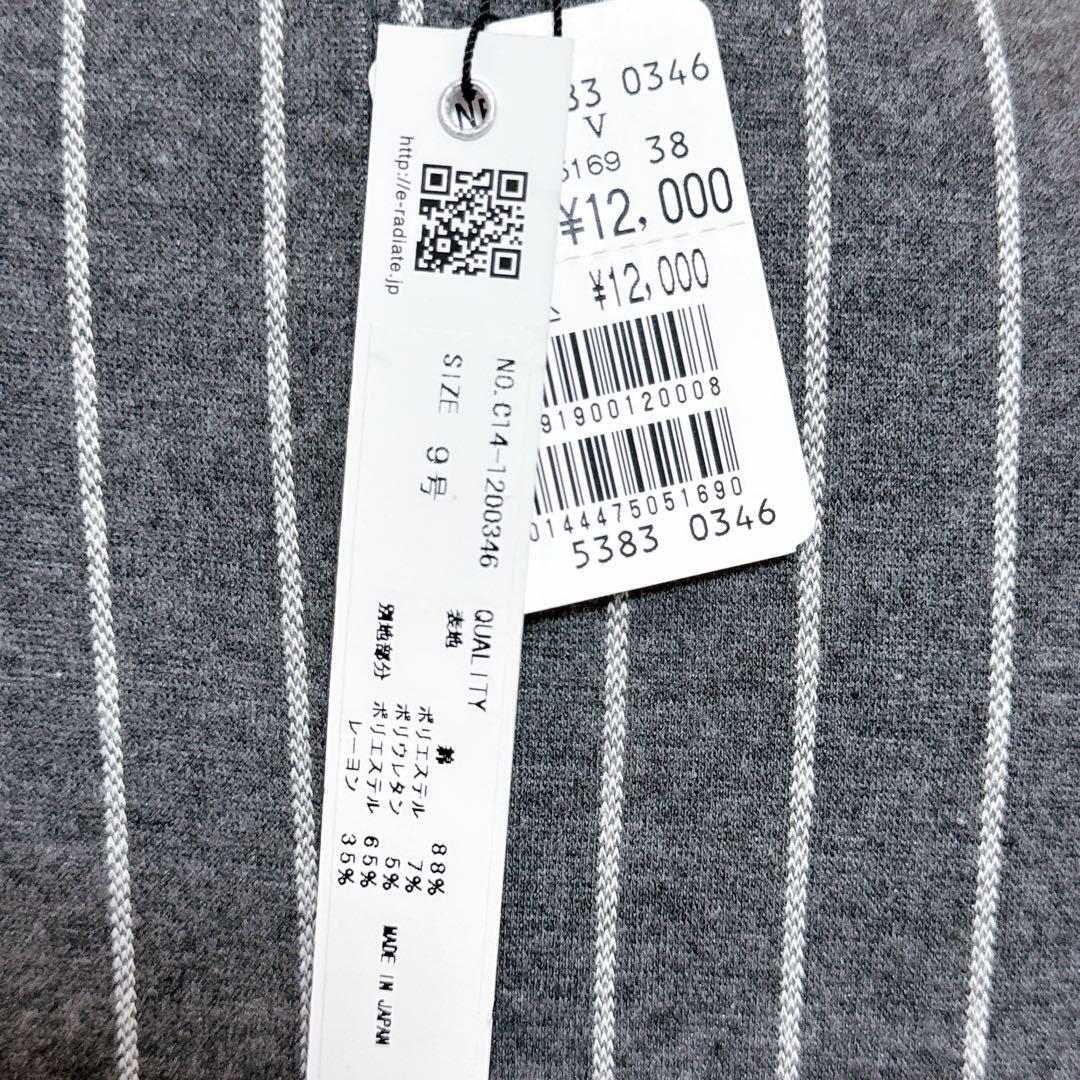 http://e-radiate.jp
NO. C14-1200346
SIZE 9号
QUALITY
表地 綿 88%
ポリエステル 7%
ポリウレタン 5%
別地部分 ポリエステル 65%
レーヨン 35%
MADE IN JAPAN
33 0346
V
5169 38
¥12,000
¥12,000
91900120008
0144475051690
5383 0346